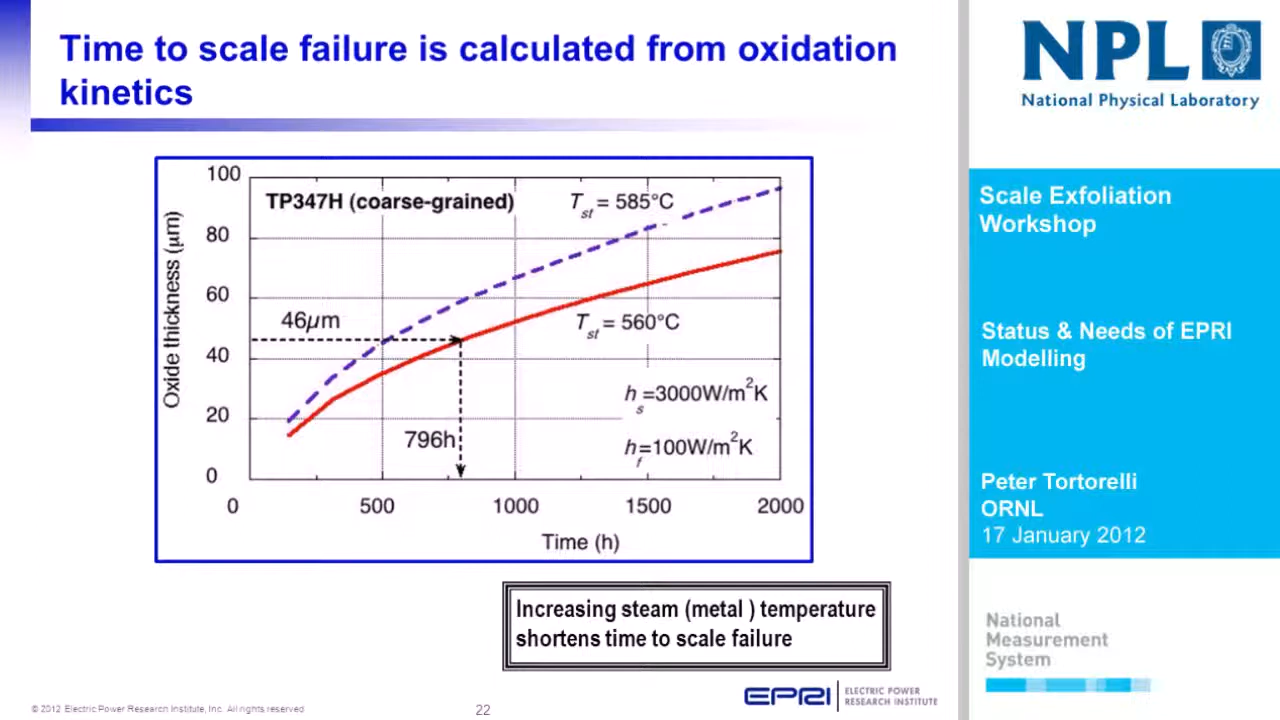 Time to scale failure is calculated from oxidation
kinetics
TP347H (coarse-grained)
Tst = 585°C
Tst = 560°C
46µm
796h
hs=3000W/m²K
hf=100W/m²K
Oxide thickness (µm)
100
80
60
40
20
0
0 500 1000 1500 2000
Time (h)
Increasing steam (metal ) temperature
shortens time to scale failure
© 2012 Electric Power Research Institute, Inc. All rights reserved
22
EPRI
ELECTRIC POWER
RESEARCH INSTITUTE
NPL
National Physical Laboratory
Scale Exfoliation
Workshop
Status & Needs of EPRI
Modelling
Peter Tortorelli
ORNL
17 January 2012
National
Measurement
System